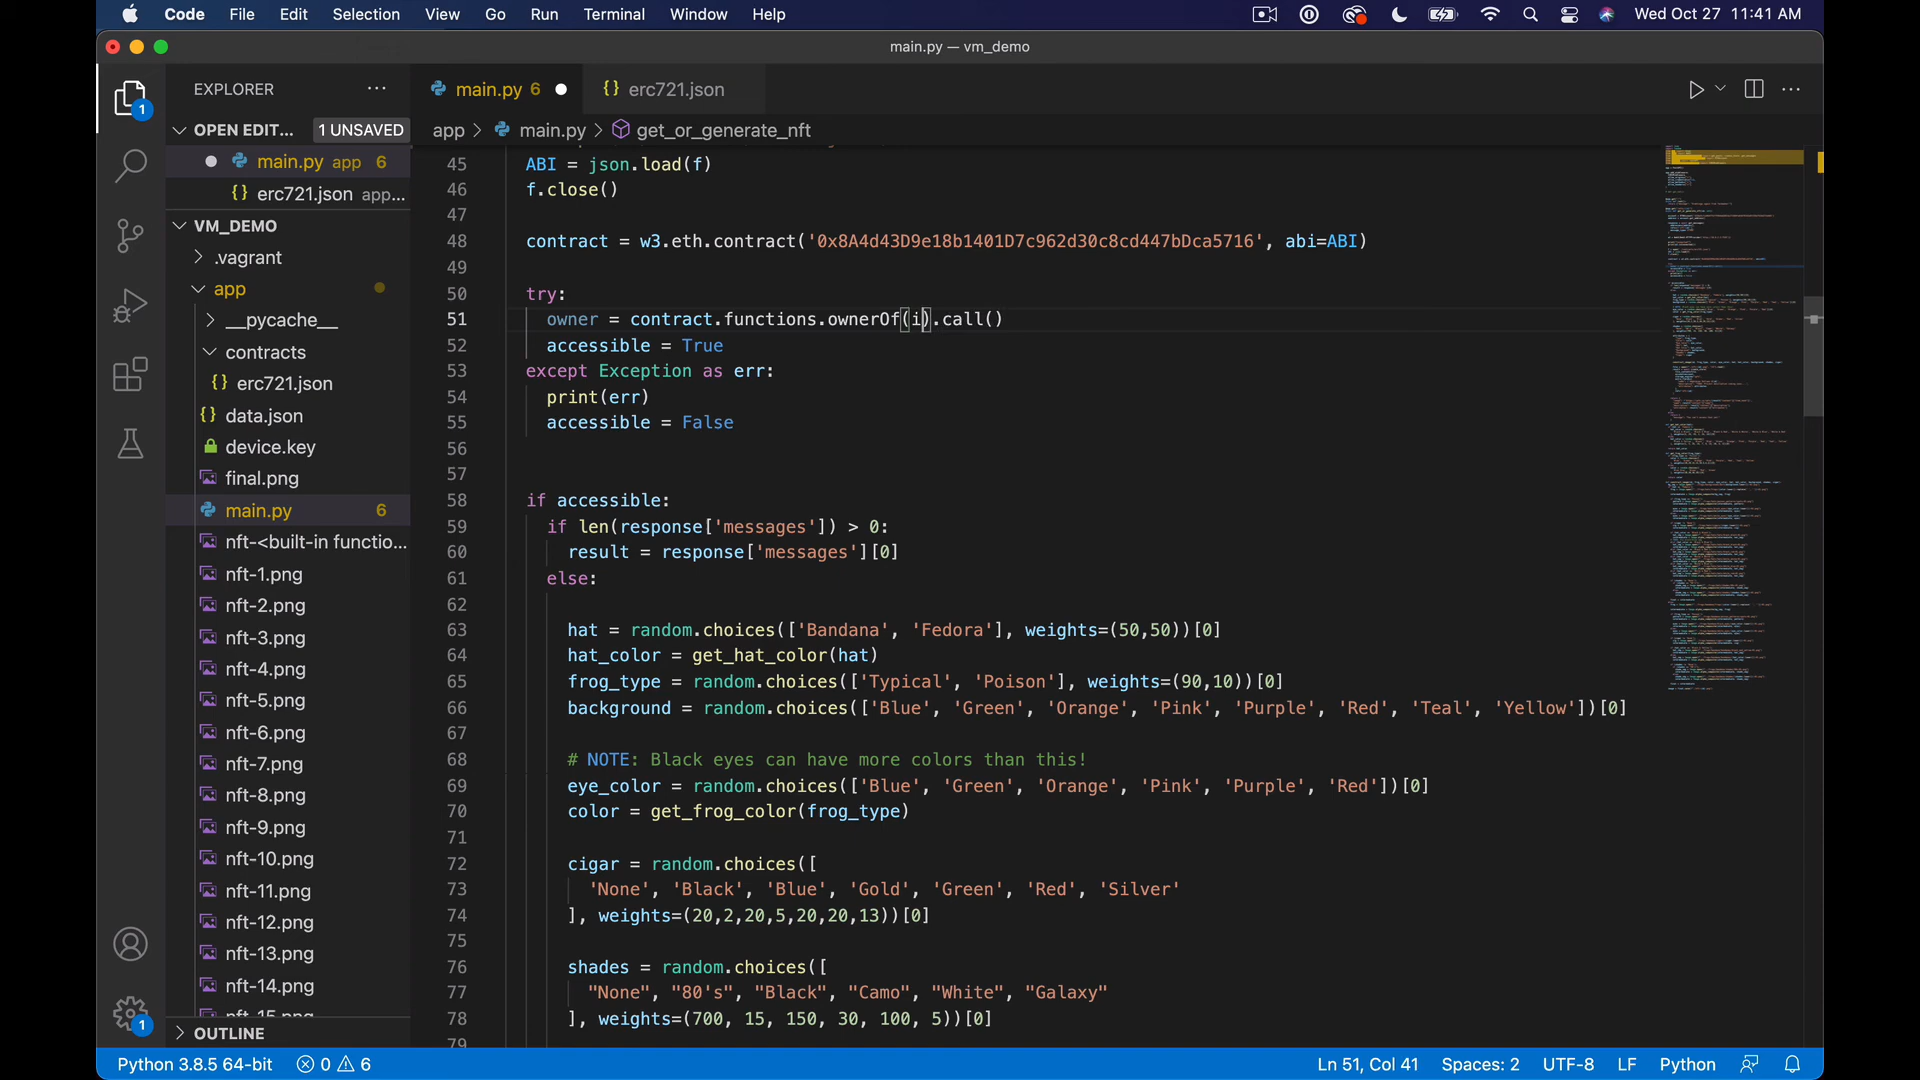 Code File Edit Selection View Go Run Terminal Window Help Wed Oct 27 11:41 AM
main.py — vm_demo
EXPLORER
OPEN EDIT... 1 UNSAVED
main.py app 6
erc721.json app...
VM_DEMO
.vagrant
app
__pycache__
contracts
erc721.json
data.json
device.key
final.png
main.py 6
nft-<built-in functio...
nft-1.png
nft-2.png
nft-3.png
nft-4.png
nft-5.png
nft-6.png
nft-7.png
nft-8.png
nft-9.png
nft-10.png
nft-11.png
nft-12.png
nft-13.png
nft-14.png
nft-15.png
OUTLINE
1
1
main.py 6 erc721.json
app > main.py > get_or_generate_nft
45 ABI = json.load(f)
46 f.close()
47
48 contract = w3.eth.contract('0x8A4d43D9e18b1401D7c962d30c8cd447bDca5716', abi=ABI)
49
50 try:
51 owner = contract.functions.ownerOf(i).call()
52 accessible = True
53 except Exception as err:
54 print(err)
55 accessible = False
56
57
58 if accessible:
59 if len(response['messages']) > 0:
60 result = response['messages'][0]
61 else:
62
63 hat = random.choices(['Bandana', 'Fedora'], weights=(50,50))[0]
64 hat_color = get_hat_color(hat)
65 frog_type = random.choices(['Typical', 'Poison'], weights=(90,10))[0]
66 background = random.choices(['Blue', 'Green', 'Orange', 'Pink', 'Purple', 'Red', 'Teal', 'Yellow'])[0]
67
68 # NOTE: Black eyes can have more colors than this!
69 eye_color = random.choices(['Blue', 'Green', 'Orange', 'Pink', 'Purple', 'Red'])[0]
70 color = get_frog_color(frog_type)
71
72 cigar = random.choices([
73 'None', 'Black', 'Blue', 'Gold', 'Green', 'Red', 'Silver'
74 ], weights=(20,2,20,5,20,20,13))[0]
75
76 shades = random.choices([
77 "None", "80's", "Black", "Camo", "White", "Galaxy"
78 ], weights=(700, 15, 150, 30, 100, 5))[0]
79
Python 3.8.5 64-bit 0 6 Ln 51, Col 41 Spaces: 2 UTF-8 LF Python